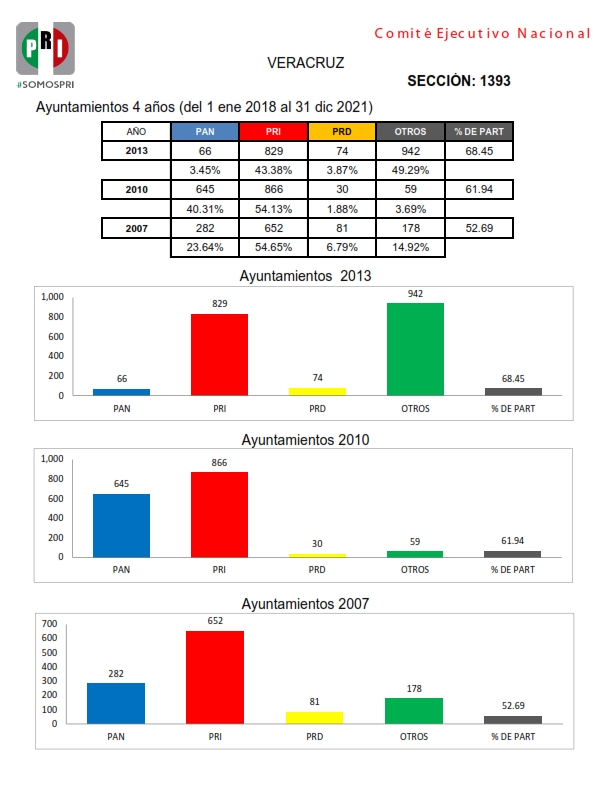 Comité Ejecutivo Nacional
PRI
#SOMOSPRI
VERACRUZ
SECCIÓN: 1393
Ayuntamientos 4 años (del 1 ene 2018 al 31 dic 2021)
AÑO PAN PRI PRD OTROS % DE PART
2013 66 829 74 942 68.45
3.45% 43.38% 3.87% 49.29%
2010 645 866 30 59 61.94
40.31% 54.13% 1.88% 3.69%
2007 282 652 81 178 52.69
23.64% 54.65% 6.79% 14.92%
Ayuntamientos 2013
1,000
800
600
400
200
0
66 829 74 942 68.45
PAN PRI PRD OTROS % DE PART
Ayuntamientos 2010
1,000
800
600
400
200
0
645 866 30 59 61.94
PAN PRI PRD OTROS % DE PART
Ayuntamientos 2007
700
600
500
400
300
200
100
0
282 652 81 178 52.69
PAN PRI PRD OTROS % DE PART